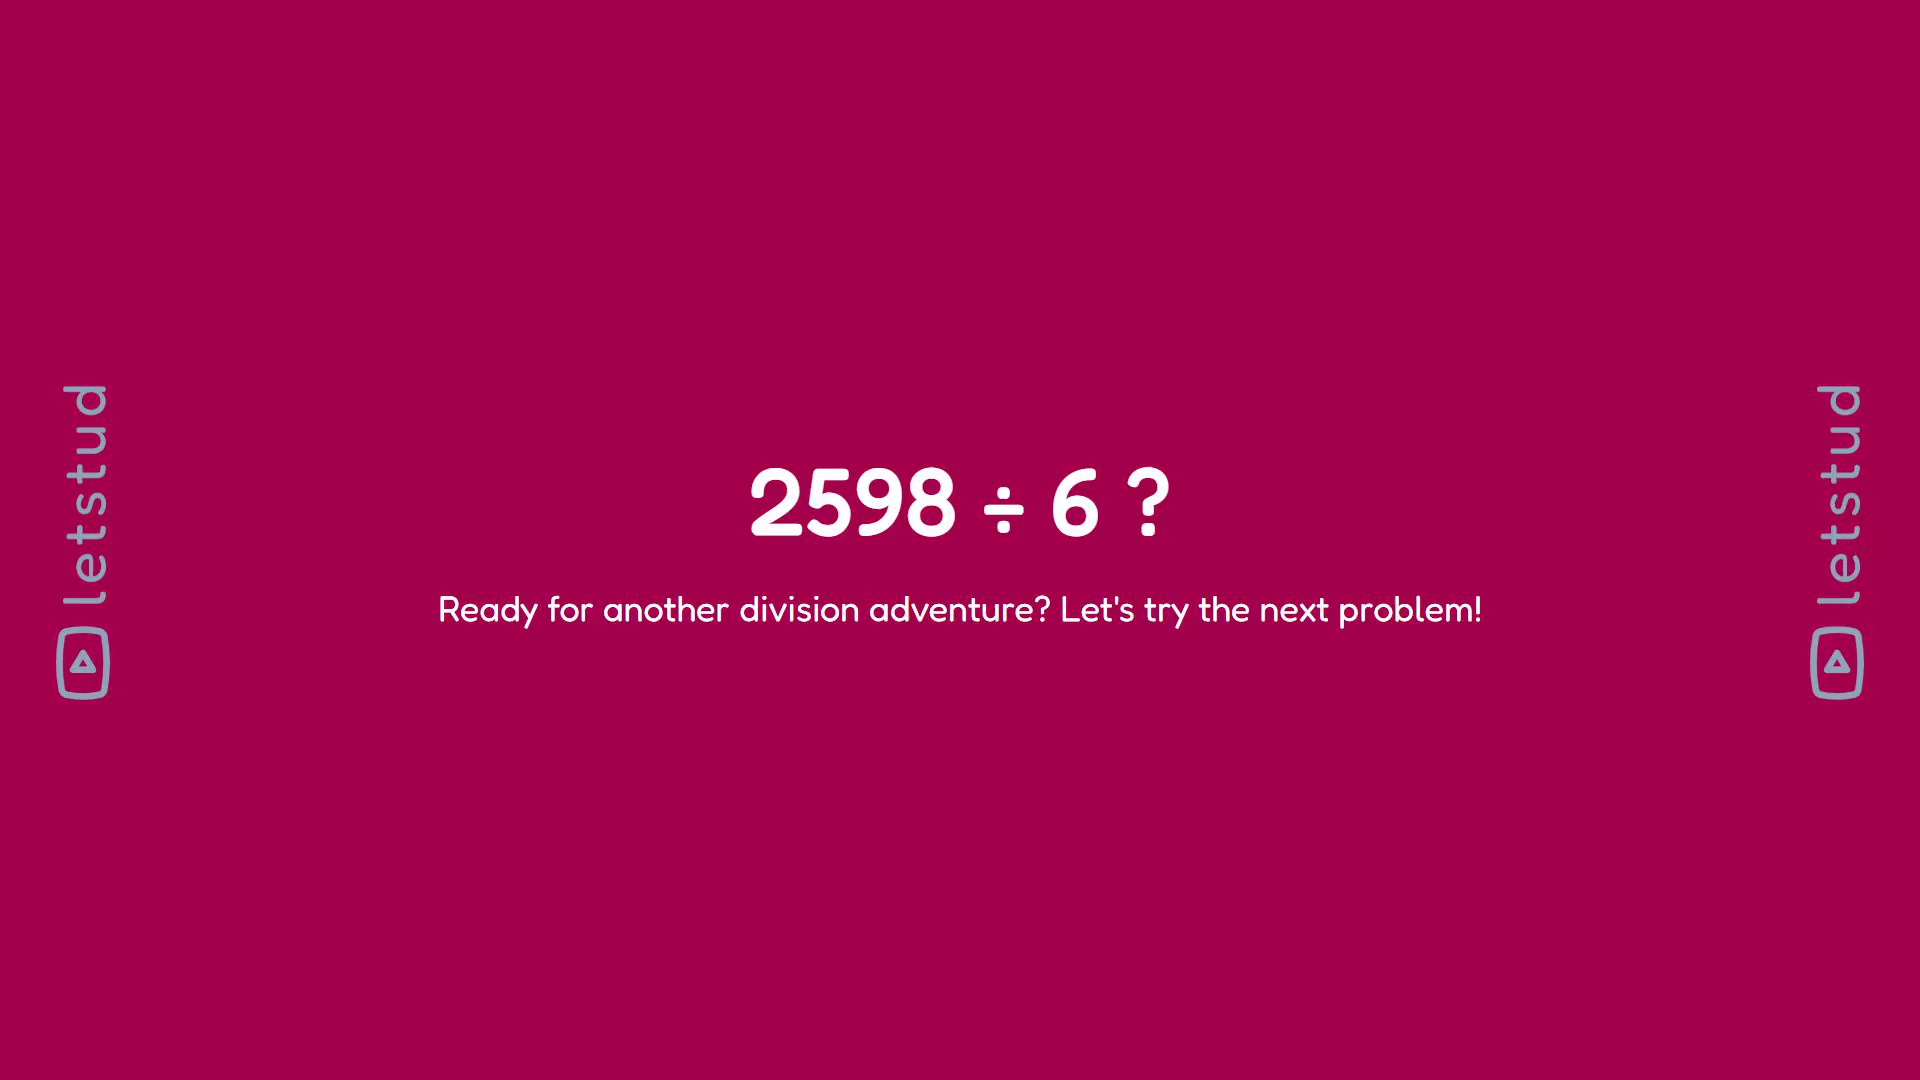 letstud
2598 ÷ 6 ?
Ready for another division adventure? Let's try the next problem!
letstud